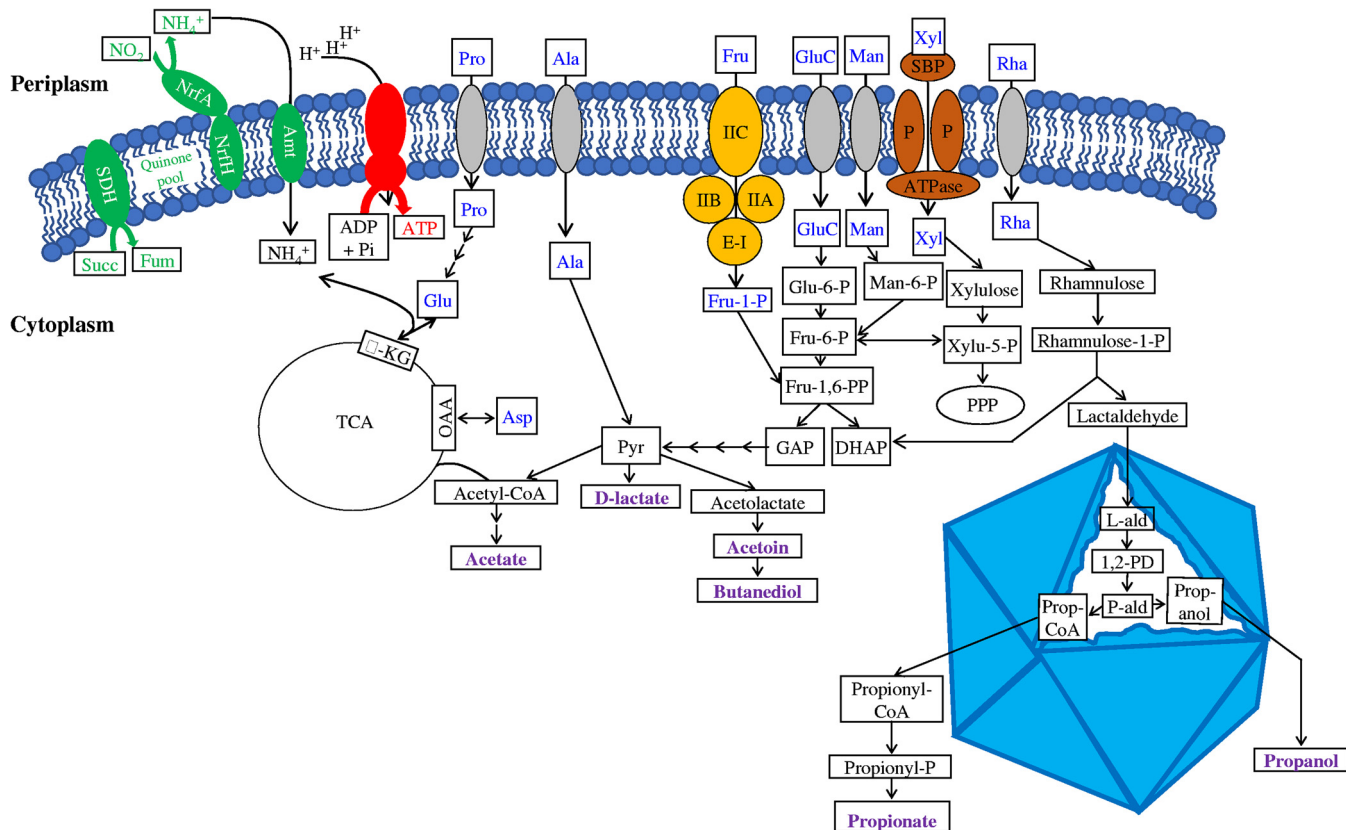 NH₄⁺
NO₂
H⁺
H⁺
H⁺
Pro
Ala
Fru
GluC
Man
Xyl
SBP
Rha
Periplasm
NrfA
NrfH
Amt
SDH
Quinone
pool
IIC
P
P
ATPase
IIB
IIA
E-I
ADP
+ Pi
ATP
Pro
GluC
Man
Xyl
Rha
Succ
Fum
NH₄⁺
Ala
Glu
Fru-1-P
Glu-6-P
Man-6-P
Xylulose
Rhamnulose
Cytoplasm
□-KG
Fru-6-P
Xylu-5-P
Rhamnulose-1-P
Fru-1,6-PP
PPP
TCA
OAA
Asp
Lactaldehyde
Pyr
GAP
DHAP
Acetyl-CoA
D-lactate
Acetolactate
Acetate
Acetoin
Butanediol
L-ald
1,2-PD
P-ald
Prop-
anol
Prop-
CoA
Propionyl-
CoA
Propionyl-P
Propionate
Propanol